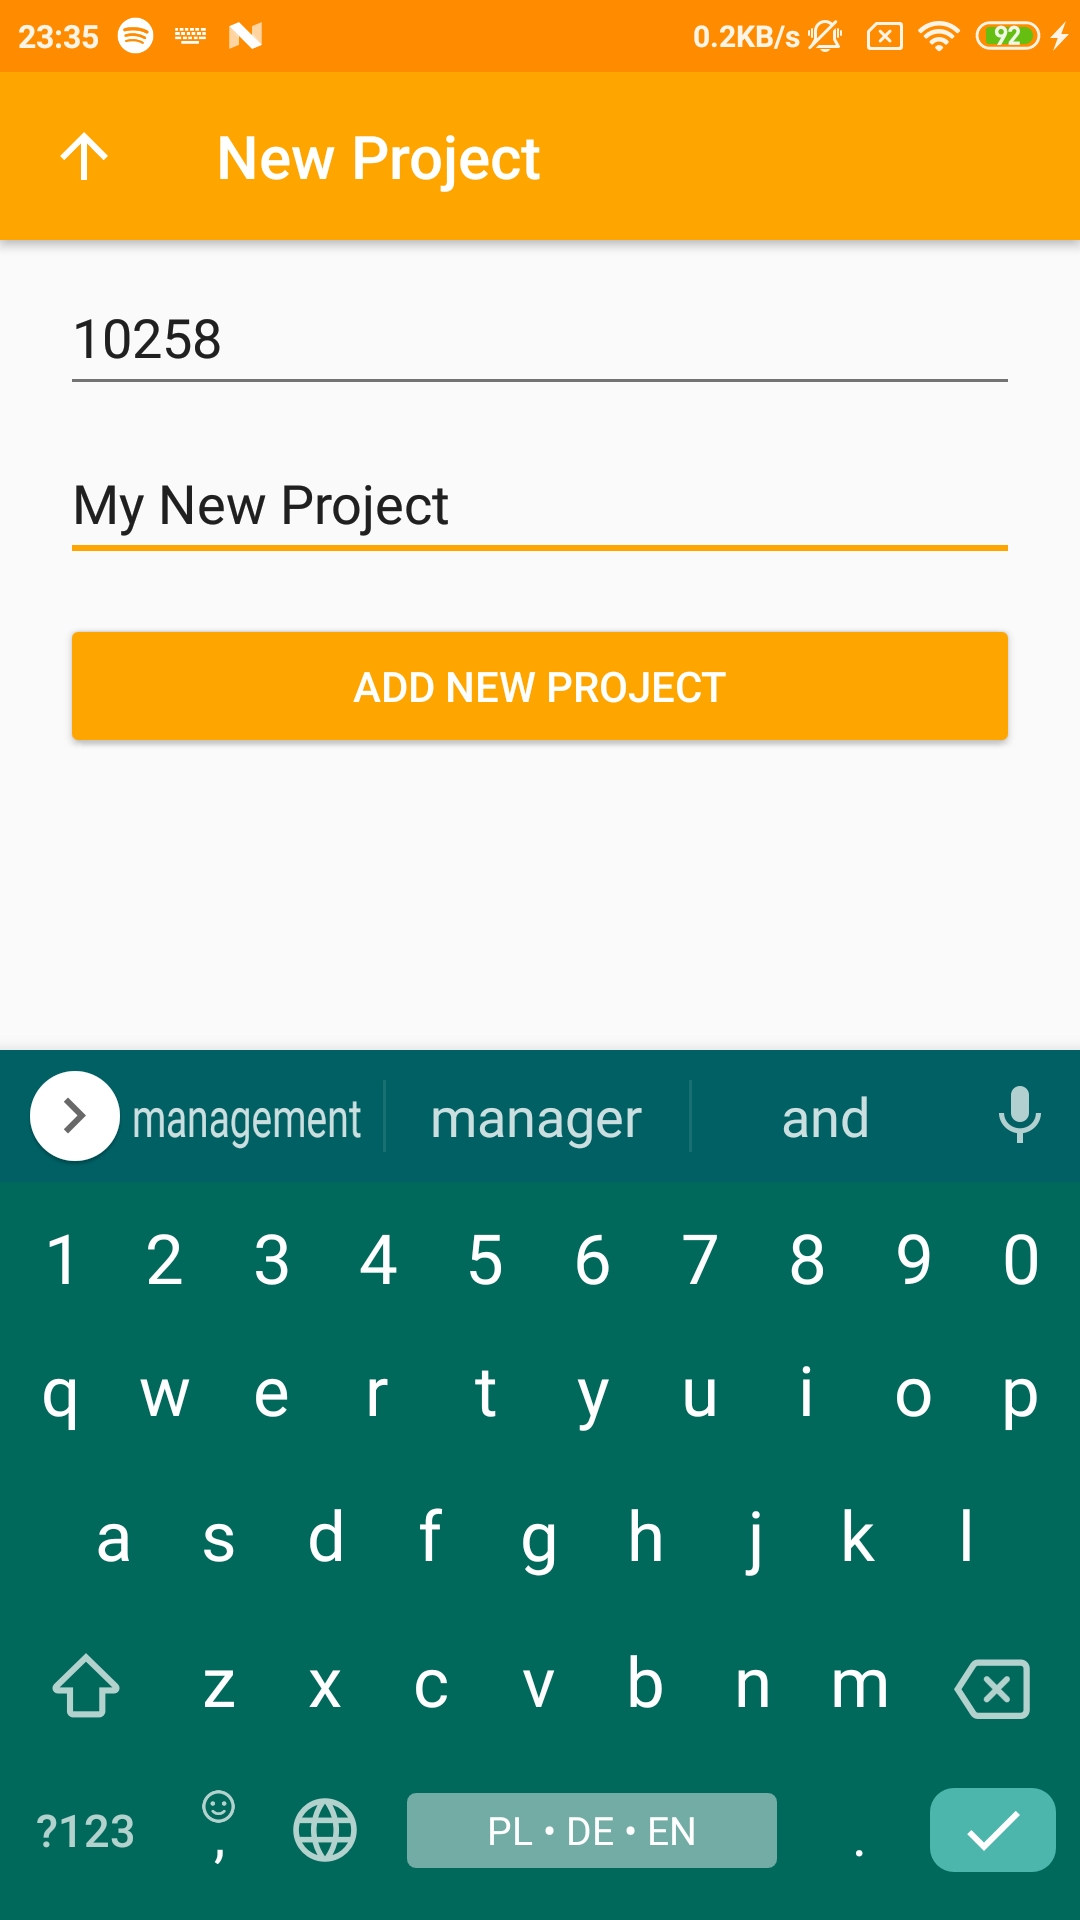 23:35 0.2KB/s 92
New Project
10258
My New Project
ADD NEW PROJECT
management manager and
1 2 3 4 5 6 7 8 9 0
q w e r t y u i o p
a s d f g h j k l
z x c v b n m
?123 , PL • DE • EN .